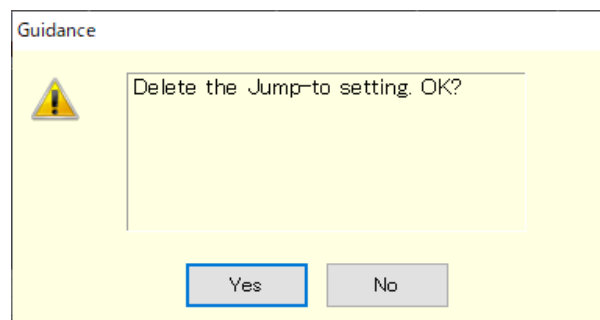 Guidance
Delete the Jump-to setting. OK?
Yes
No